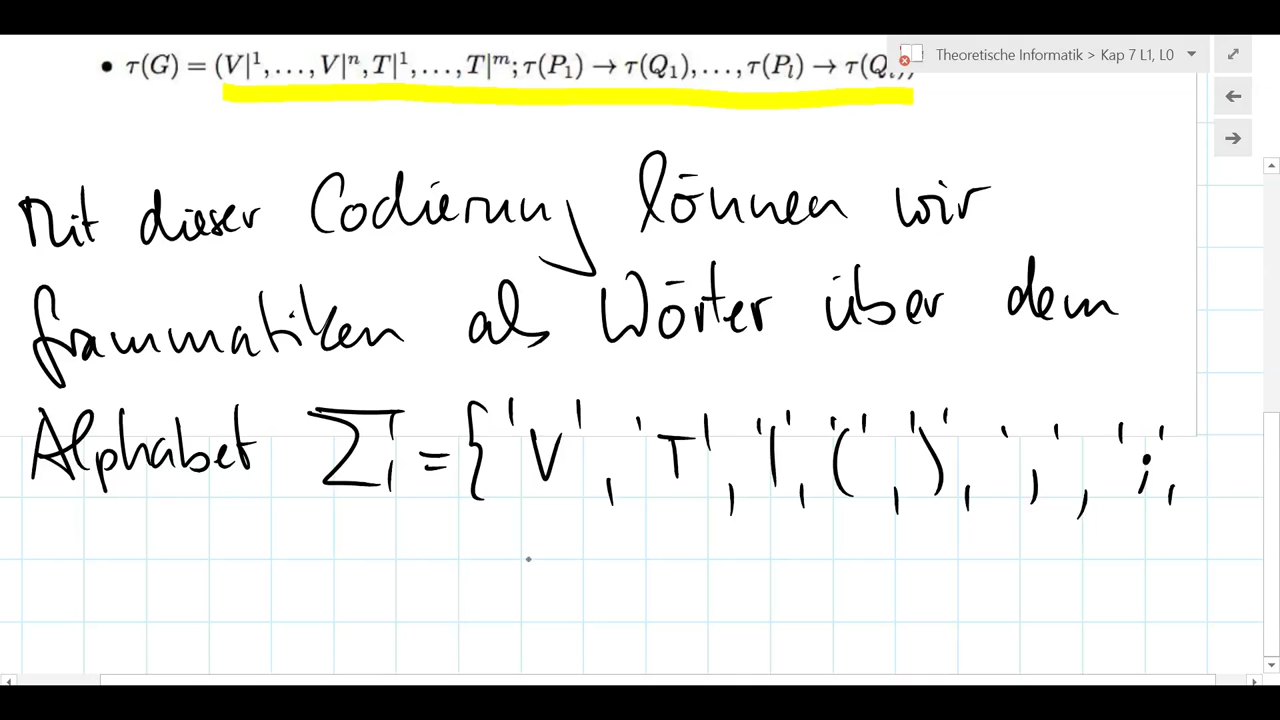 • τ(G) = (V|¹, …, V|ⁿ, T|¹, …, T|ᵐ; τ(P₁) → τ(Q₁), …, τ(Pₗ) → τ(Qₗ))
Theoretische Informatik > Kap 7 L1, L0
Mit dieser Codierung können wir
Grammatiken als Wörter über dem
Alphabet Σ₁ = {'V', 'T', '|', '(', ')', ',', ';',